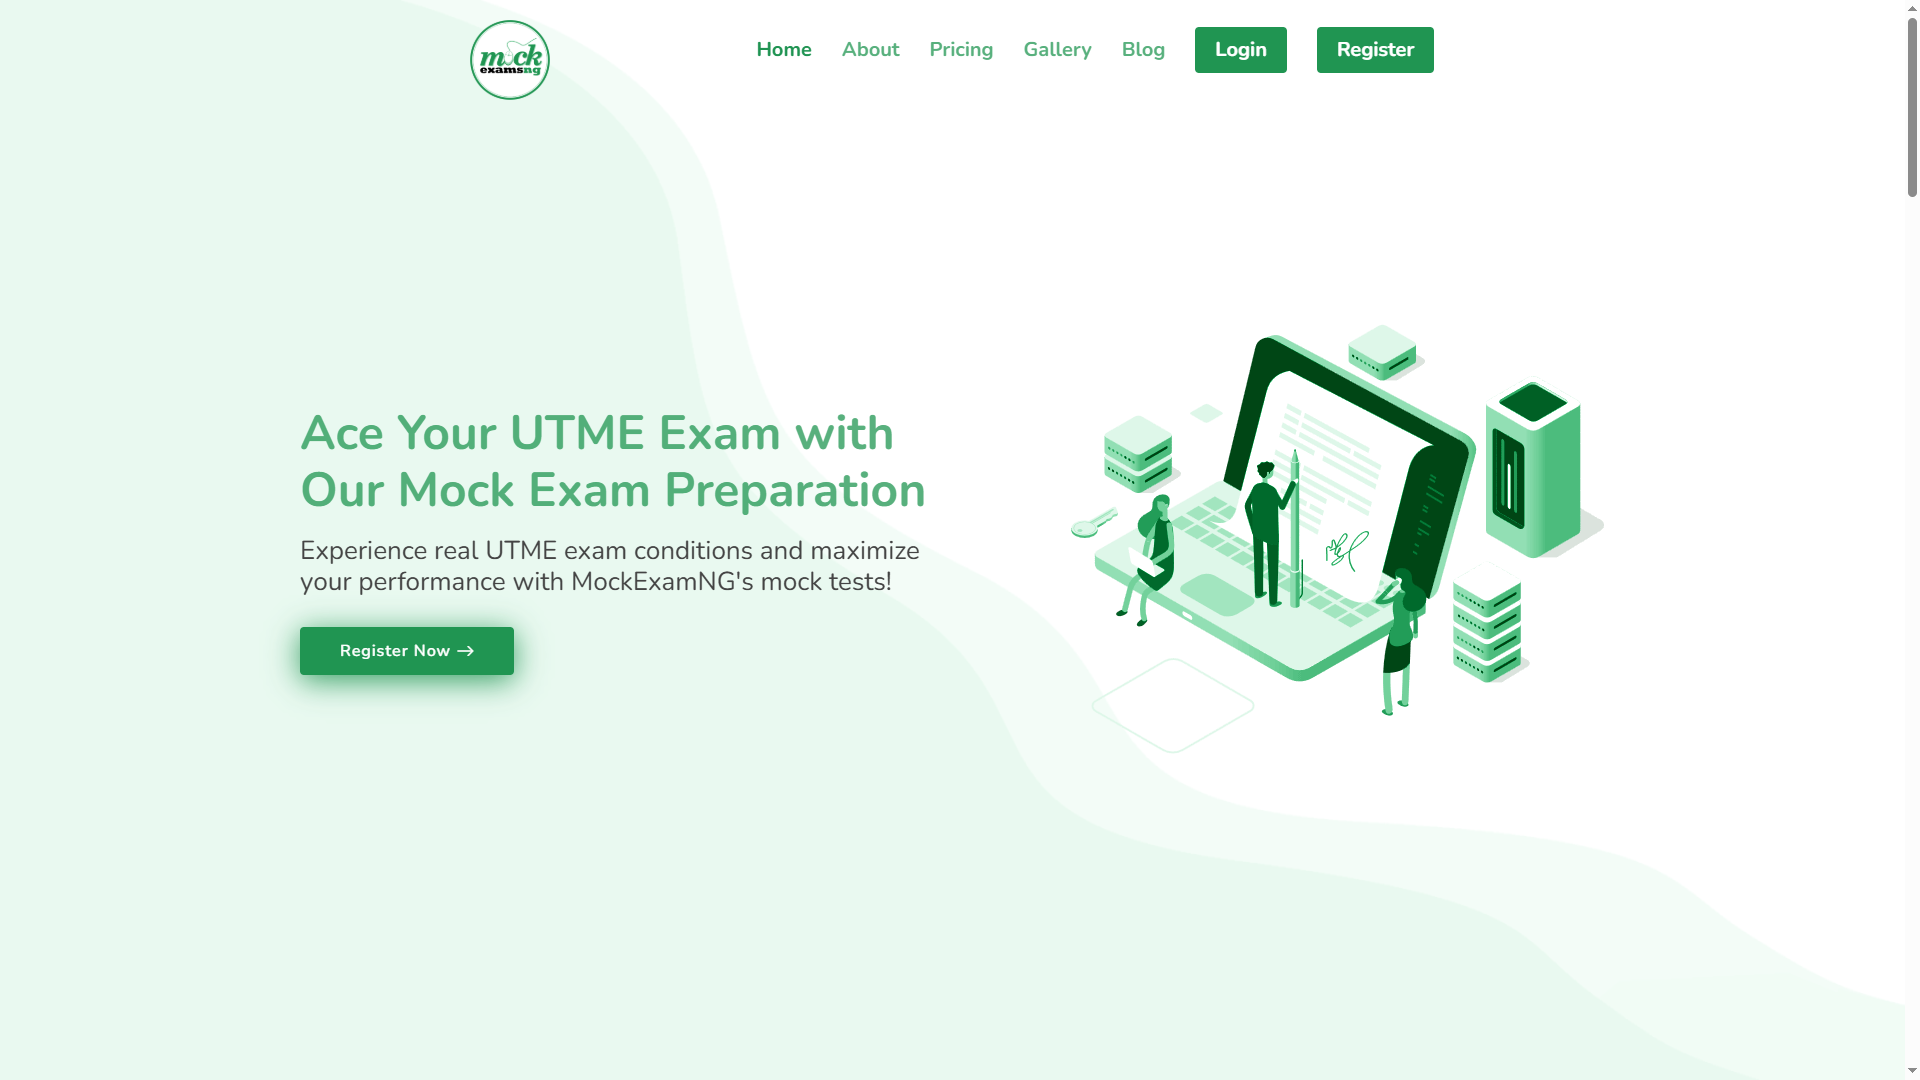 mock
examsng
Home
About
Pricing
Gallery
Blog
Login
Register
Ace Your UTME Exam with
Our Mock Exam Preparation
Experience real UTME exam conditions and maximize
your performance with MockExamNG's mock tests!
Register Now →